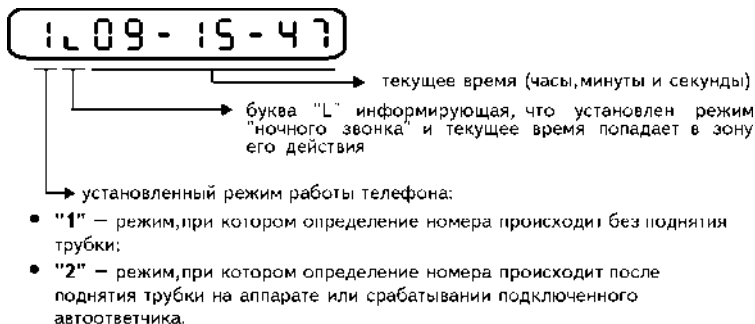 1L09-15-47
текущее время (часы,минуты и секунды)
буква "L" информирующая, что установлен режим
"ночного звонка" и текущее время попадает в зону
его действия
установленный режим работы телефона:
• "1" – режим,при котором определение номера происходит без поднятия
трубки;
• "2" – режим,при котором определение номера происходит после
поднятия трубки на аппарате или срабатывании подключенного
автоответчика.